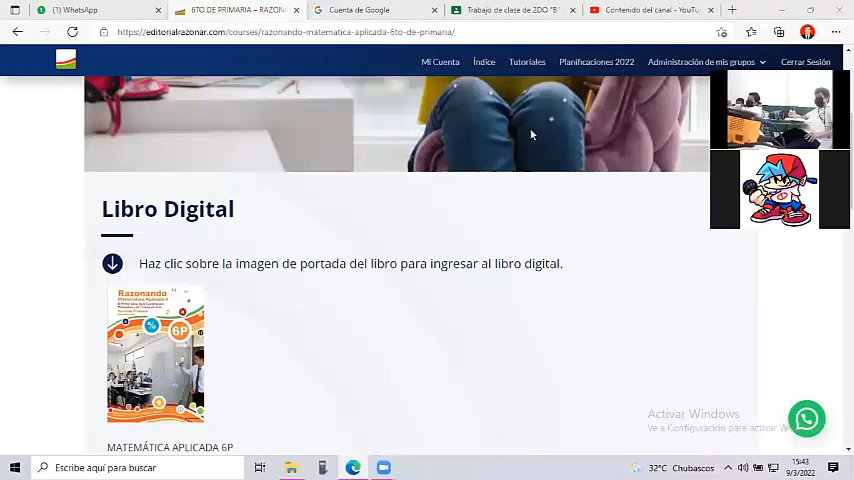 (1) WhatsApp
6TO DE PRIMARIA – RAZONA
Cuenta de Google
Trabajo de clase de 2DO "B"
Contenido del canal - YouTu
https://editorialrazonar.com/courses/razonando-matematica-aplicada-6to-de-primaria/
Mi Cuenta Índice Tutoriales Planificaciones 2022 Administración de mis grupos Cerrar Sesión
Libro Digital
Haz clic sobre la imagen de portada del libro para ingresar al libro digital.
Razonando
Matemática Aplicada 6
% 6P
MATEMÁTICA APLICADA 6P
Activar Windows
Ve a Configuración para activar W
Escribe aquí para buscar
32°C Chubascos
15:43
9/3/2022